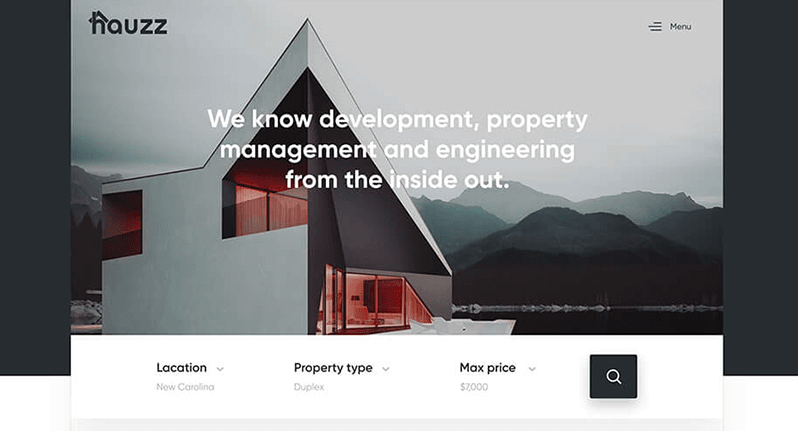 hauzz
Menu
We know development, property
management and engineering
from the inside out.
Lacation
Property type
Max price
New Carolina
Duplex
$7,000